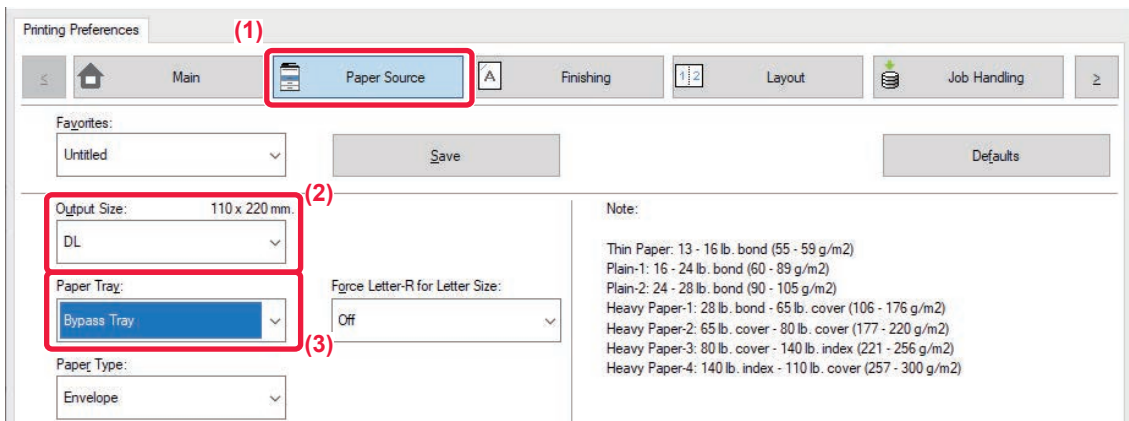 Printing Preferences
(1)
≤
Main
Paper Source
A
Finishing
1 2
Layout
Job Handling
≥
Favorites:
Untitled
Save
Defaults
(2)
Output Size: 110 x 220 mm.
DL
Paper Tray:
Bypass Tray
(3)
Force Letter-R for Letter Size:
Off
Paper Type:
Envelope
Note:
Thin Paper: 13 - 16 lb. bond (55 - 59 g/m2)
Plain-1: 16 - 24 lb. bond (60 - 89 g/m2)
Plain-2: 24 - 28 lb. bond (90 - 105 g/m2)
Heavy Paper-1: 28 lb. bond - 65 lb. cover (106 - 176 g/m2)
Heavy Paper-2: 65 lb. cover - 80 lb. cover (177 - 220 g/m2)
Heavy Paper-3: 80 lb. cover - 140 lb. index (221 - 256 g/m2)
Heavy Paper-4: 140 lb. index - 110 lb. cover (257 - 300 g/m2)